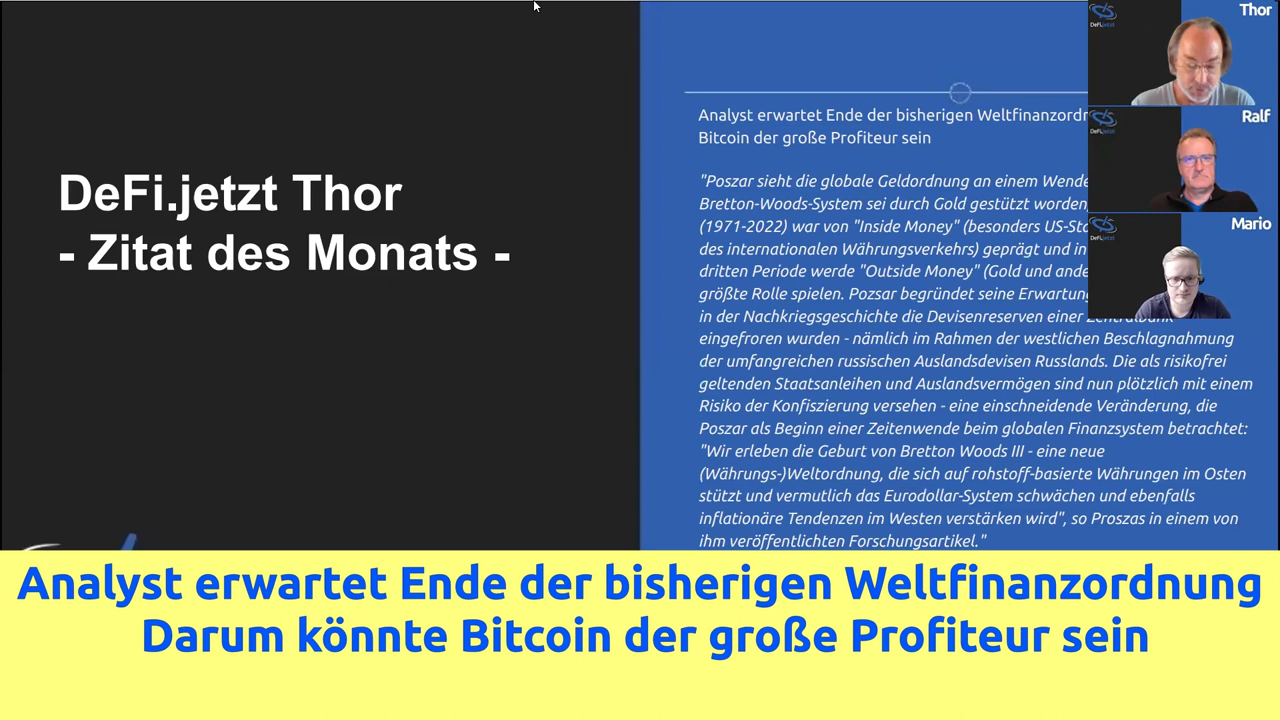 DeFi.jetzt Thor
- Zitat des Monats -
Analyst erwartet Ende der bisherigen
Bitcoin der große Profiteur sein
"Poszar sieht die globale Geldordnung an einem
Bretton-Woods-System sei durch Gold gestützt worden,
(1971-2022) war von "Inside Money" (besonders
des internationalen Währungsverkehrs) geprägt und in
dritten Periode werde "Outside Money" (Gold und
größte Rolle spielen. Pozsar begründet seine
in der Nachkriegsgeschichte die Devisenreserven einer Zentralbank
eingefroren wurden - nämlich im Rahmen der westlichen Beschlagnahmung
der umfangreichen russischen Auslandsdevisen Russlands. Die als risikofrei
geltenden Staatsanleihen und Auslandsvermögen sind nun plötzlich mit einem
Risiko der Konfiszierung versehen - eine einschneidende Veränderung, die
Poszar als Beginn einer Zeitenwende beim globalen Finanzsystem betrachtet:
"Wir erleben die Geburt von Bretton Woods III - eine neue
(Währungs-)Weltordnung, die sich auf rohstoff-basierte Währungen im Osten
stützt und vermutlich das Eurodollar-System schwächen und ebenfalls
inflationäre Tendenzen im Westen verstärken wird", so Proszas in einem von
ihm veröffentlichten Forschungsartikel."
DeFi.jetzt
Thor
DeFi.jetzt
Ralf
DeFi.jetzt
Mario
Analyst erwartet Ende der bisherigen Weltfinanzordnung
Darum könnte Bitcoin der große Profiteur sein